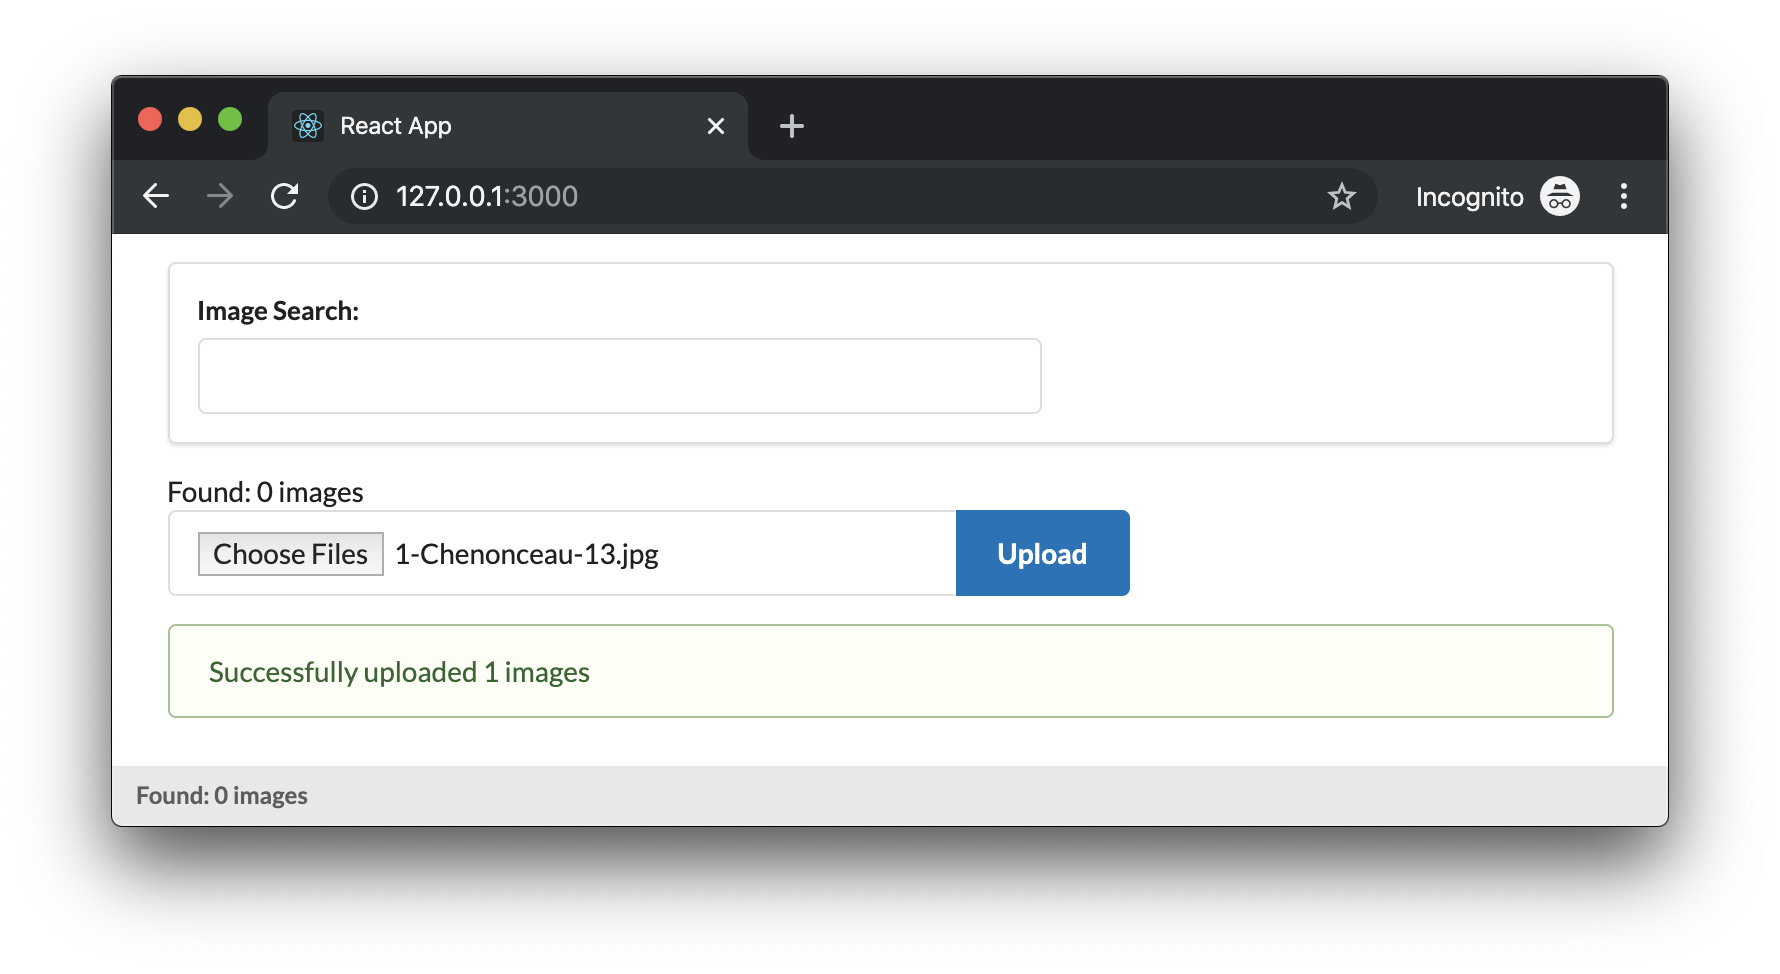 React App
127.0.0.1:3000
Incognito
Image Search:
Found: 0 images
Choose Files 1-Chenonceau-13.jpg Upload
Successfully uploaded 1 images
Found: 0 images